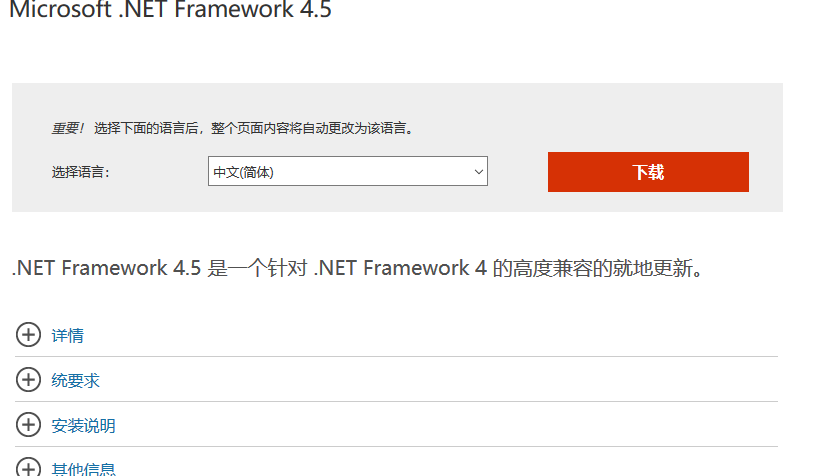 Microsoft .NET Framework 4.5
重要！ 选择下面的语言后，整个页面内容将自动更改为该语言。
选择语言： 中文(简体) 下载
.NET Framework 4.5 是一个针对 .NET Framework 4 的高度兼容的就地更新。
详情
统要求
安装说明
其他信息